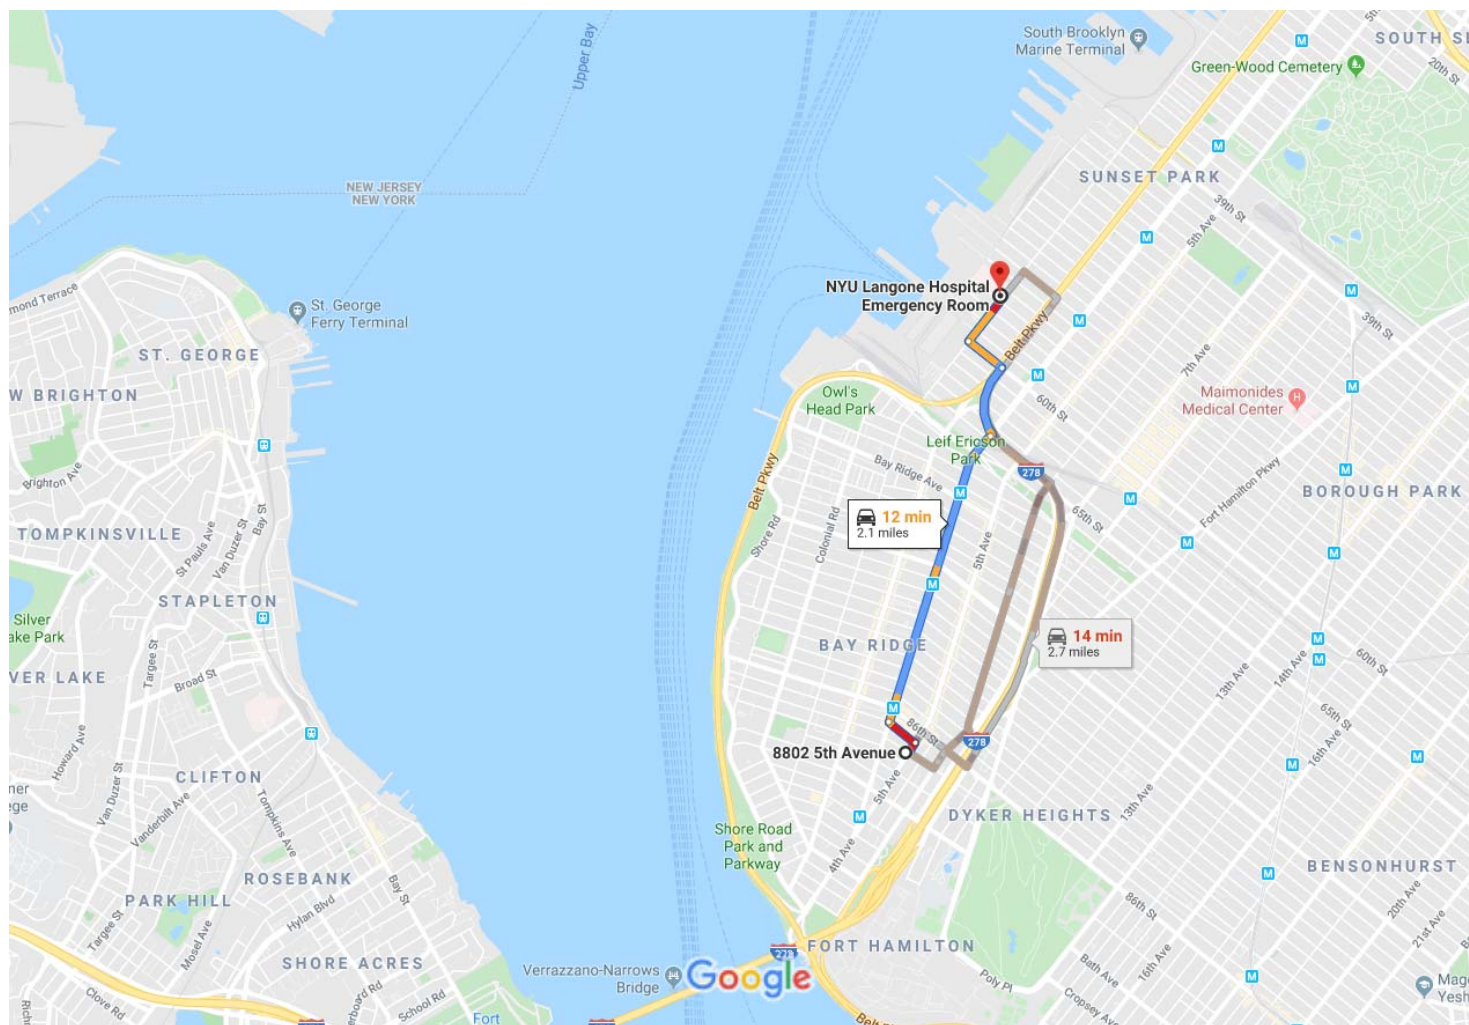 South Brooklyn
Marine Terminal
5th
SOUTH SL
20th St
Green-Wood Cemetery
Upper Bay
NEW JERSEY
NEW YORK
SUNSET PARK
39th St
5th Ave
NYU Langone Hospital
Emergency Room
mond Terrace
St. George
Ferry Terminal
39th St
Belt Pkwy
ST. GEORGE
7th Ave
W BRIGHTON
Owl's
Head Park
60th St
Maimonides
Medical Center
Leif Ericson
Park
Bay Ridge Ave
278
Belt Pkwy
Brighton Ave
Fort Hamilton Pkwy
BOROUGH PARK
65th St
12 min
2.1 miles
Shore Rd
Colonial Rd
5th Ave
TOMPKINSVILLE
St Pauls Ave
Van Duzer St
Bay St
STAPLETON
Silver
ake Park
BAY RIDGE
14 min
2.7 miles
60th St
VER LAKE
Targee St
Broad St
13th Ave
14th Ave
65th St
86th St
278
16th Ave
8802 5th Avenue
Howard Ave
CLIFTON
Van Duzer St
Vanderbilt Ave
Tompkins Ave
5th Ave
DYKER HEIGHTS
13th Ave
Shore Road
Park and
Parkway
4th Ave
BENSONHURST
ROSEBANK
Bay St
PARK HILL
Hylan Blvd
86th St
20th Ave
21st Ave
Targee St
Mosel Ave
SHORE ACRES
FORT HAMILTON
278
Verrazzano-Narrows
Bridge
Google
Poly Pl
Bath Ave
16th Ave
Cropsey Ave
Clove Rd
School Rd
Fort